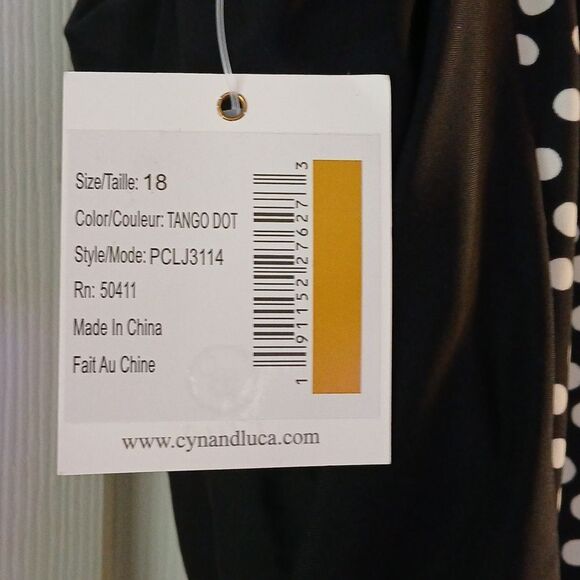 Size/Taille: 18
Color/Couleur: TANGO DOT
Style/Mode: PCLJ3114
Rn: 50411
Made In China
Fait Au Chine
1 91152 27627 3
www.cynandluca.com